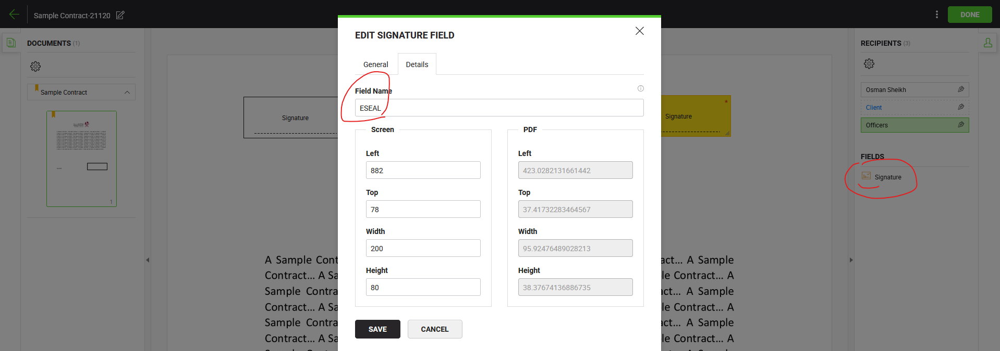 Sample Contract-21120
DONE
DOCUMENTS (1)
Sample Contract
1
EDIT SIGNATURE FIELD
General
Details
Field Name
ESEAL
Screen
Left
882
Top
78
Width
200
Height
80
PDF
Left
423.0282131661442
Top
37.41732283464567
Width
95.92476489028213
Height
38.37674136886735
SAVE
CANCEL
Signature
Signature
*
A Sample Cont
Contract... A Sa
Sample Contra
Contract... A Sa
Sample Contra
Contract... A Sa
act... A Sample
le Contract... A
ct... A Sample
le Contract... A
ct... A Sample
le Contract... A
RECIPIENTS (3)
Osman Sheikh
Client
Officers
FIELDS
Signature